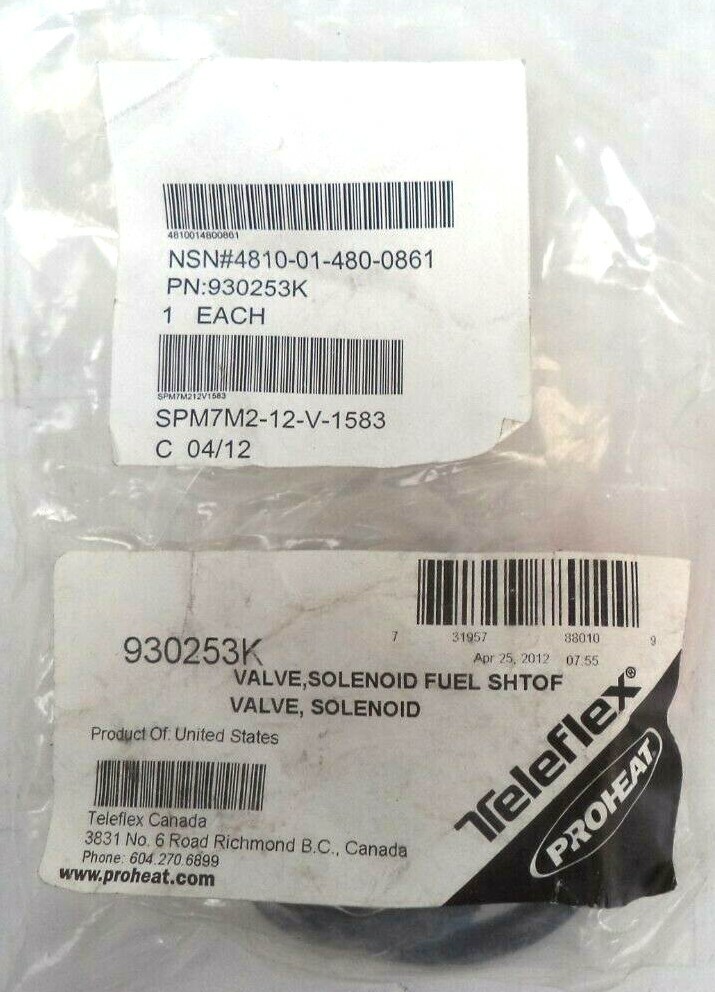 4810014800861
NSN#4810-01-480-0861
PN:930253K
1 EACH
SPM7M212V1583
SPM7M2-12-V-1583
C 04/12
7 31957 88010 9
930253K
Apr 25, 2012 07:55
VALVE,SOLENOID FUEL SHTOF
VALVE, SOLENOID
Product Of: United States
Teleflex®
PROHEAT
Teleflex Canada
3831 No. 6 Road Richmond B.C., Canada
Phone: 604.270.6899
www.proheat.com